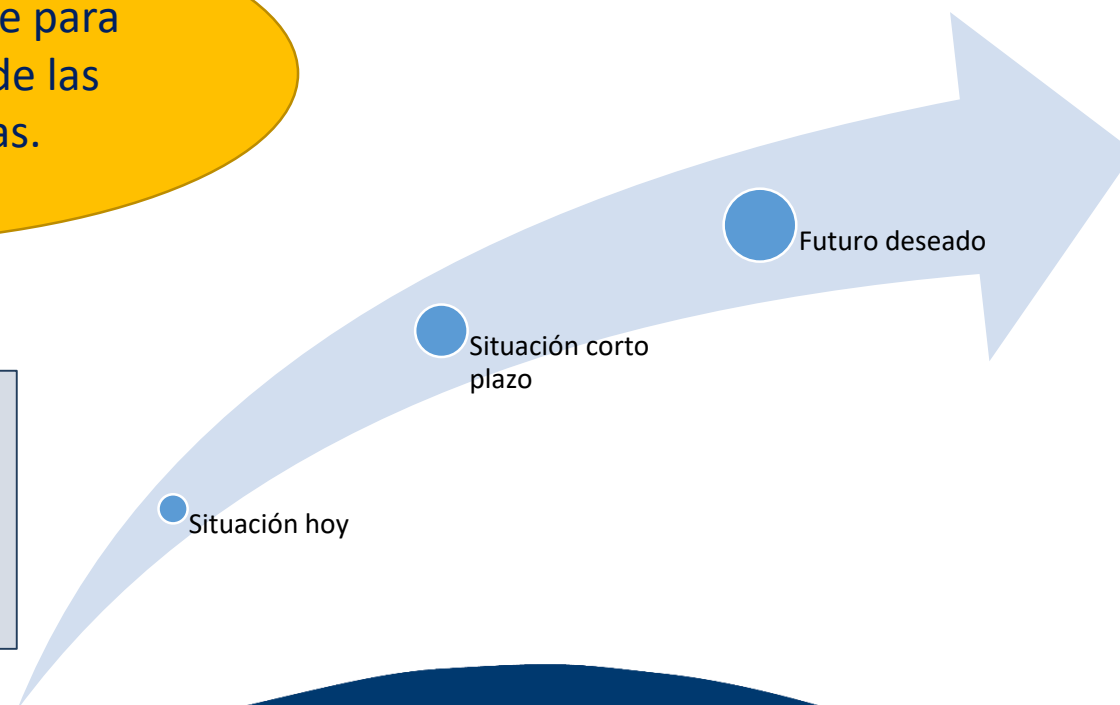 e para
de las
as.
Futuro deseado
Situación corto
plazo
Situación hoy